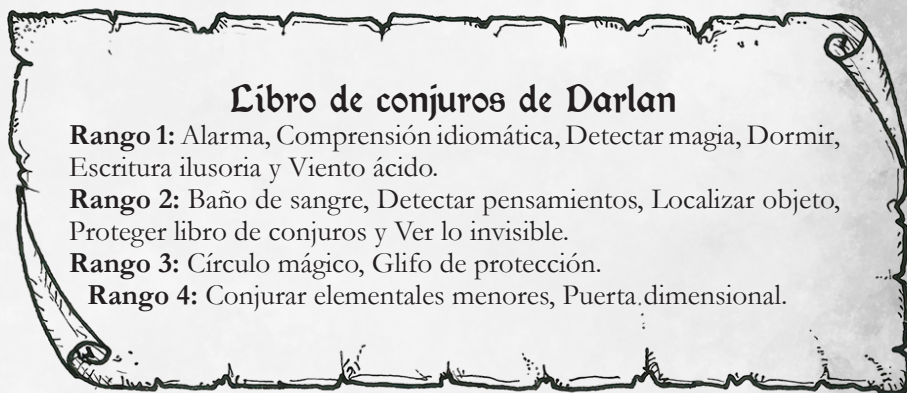 Libro de conjuros de Darlan
Rango 1: Alarma, Comprensión idiomática, Detectar magia, Dormir,
Escritura ilusoria y Viento ácido.
Rango 2: Baño de sangre, Detectar pensamientos, Localizar objeto,
Proteger libro de conjuros y Ver lo invisible.
Rango 3: Círculo mágico, Glifo de protección.
Rango 4: Conjurar elementales menores, Puerta dimensional.